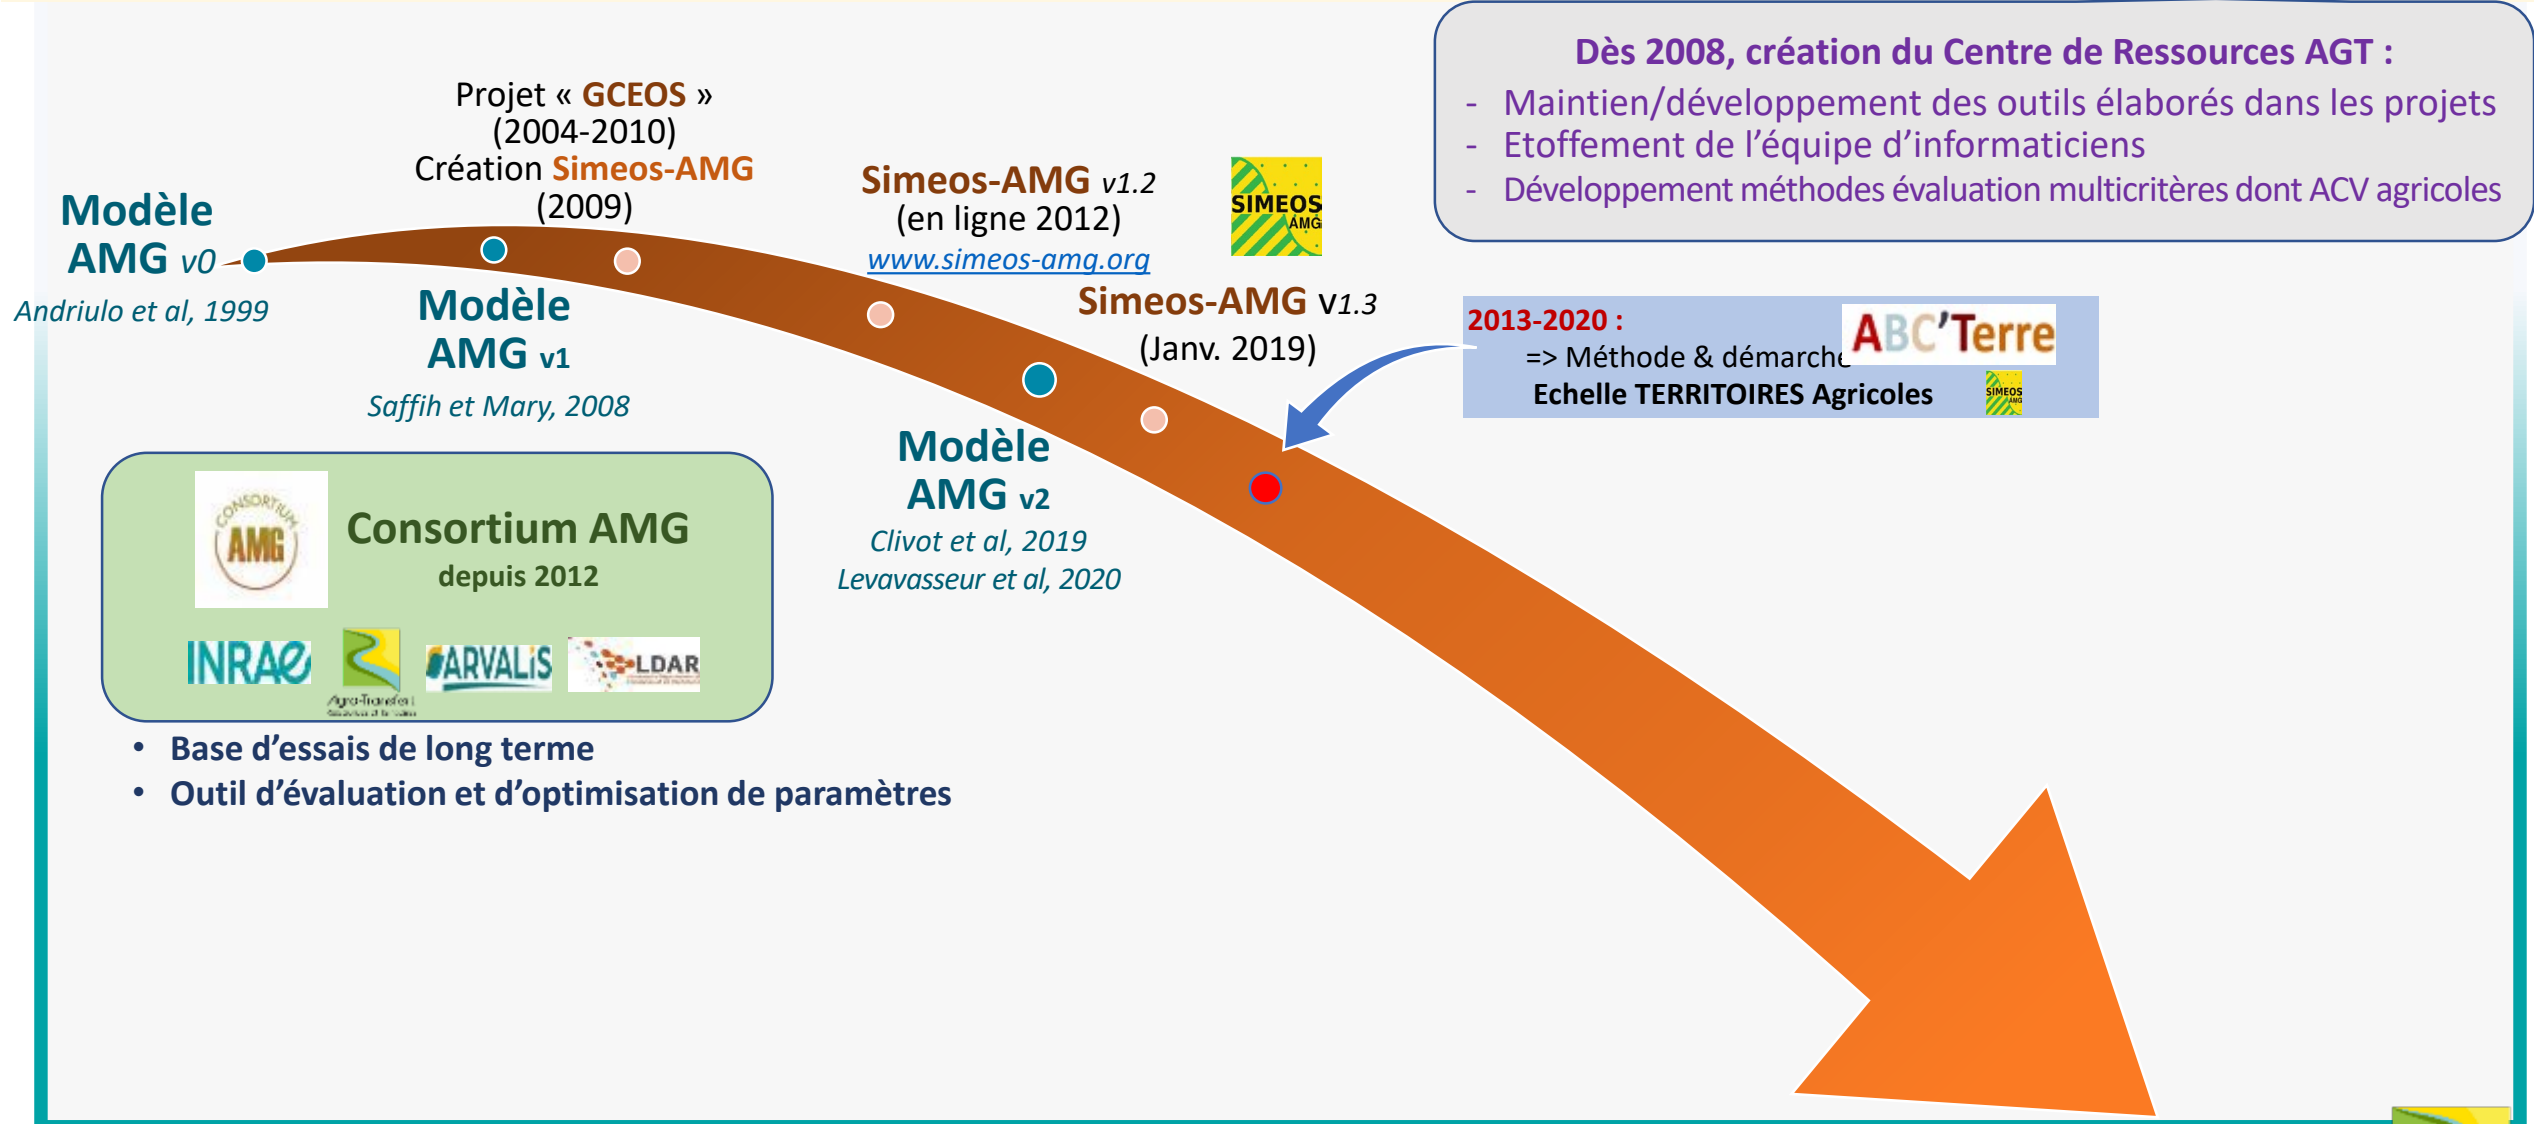 Dès 2008, création du Centre de Ressources AGT :
- Maintien/développement des outils élaborés dans les projets
- Etoffement de l'équipe d'informaticiens
- Développement méthodes évaluation multicritères dont ACV agricoles
Projet « GCEOS »
(2004-2010)
Création Simeos-AMG
(2009)
Modèle
AMG v0
Andriulo et al, 1999
Modèle
AMG v1
Saffih et Mary, 2008
Simeos-AMG v1.2
(en ligne 2012)
www.simeos-amg.org
SIMEOS
AMG
Simeos-AMG v1.3
(Janv. 2019)
2013-2020 :
=> Méthode & démarche
ABC'Terre
Echelle TERRITOIRES Agricoles
SIMEOS
AMG
Modèle
AMG v2
Clivot et al, 2019
Levavasseur et al, 2020
CONSORTIUM
AMG
Consortium AMG
depuis 2012
INRAE
Agro-Transfert
ARVALIS
LDAR
• Base d'essais de long terme
• Outil d'évaluation et d'optimisation de paramètres